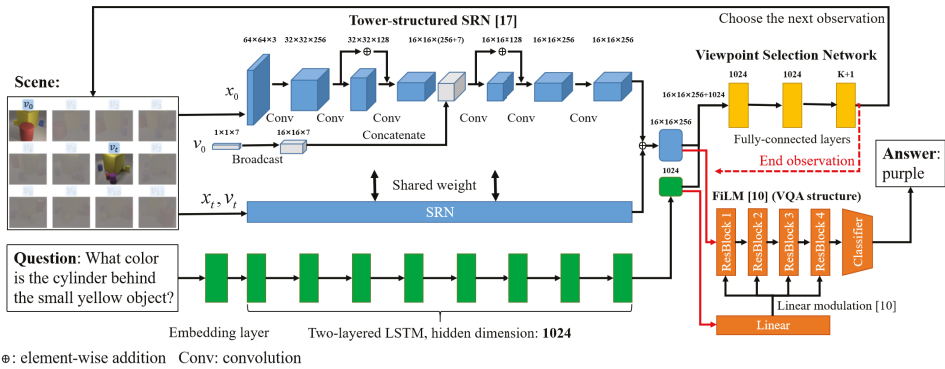 Tower-structured SRN [17]
Choose the next observation
64×64×3
32×32×256
32×32×128
16×16×(256+7)
16×16×128
16×16×256
16×16×256
Viewpoint Selection Network
Scene:
v₀
vₜ
x₀
Conv
Conv
Conv
Conv
Conv
Conv
v₀
1×1×7
16×16×7
Broadcast
Concatenate
16×16×256+1024
1024
1024
K+1
Fully-connected layers
16×16×256
End observation
Answer:
purple
Shared weight
1024
xₜ, vₜ
SRN
FiLM [10] (VQA structure)
ResBlock 1
ResBlock 2
ResBlock 3
ResBlock 4
Classifier
Question: What color
is the cylinder behind
the small yellow object?
Linear modulation [10]
Linear
Embedding layer
Two-layered LSTM, hidden dimension: 1024
⊕: element-wise addition Conv: convolution